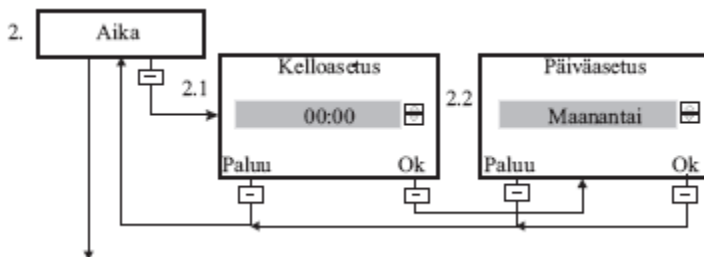 2. Aika
2.1 Kelloasetus
00:00
Paluu Ok
2.2 Päiväasetus
Maanantai
Paluu Ok